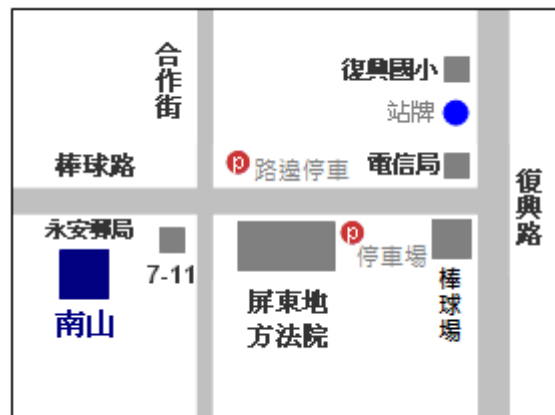 合作街
復興國小
站牌
棒球路
p 路邊停車
電信局
復興路
永安郵局
7-11
p
停車場
南山
屏東地
方法院
棒球場